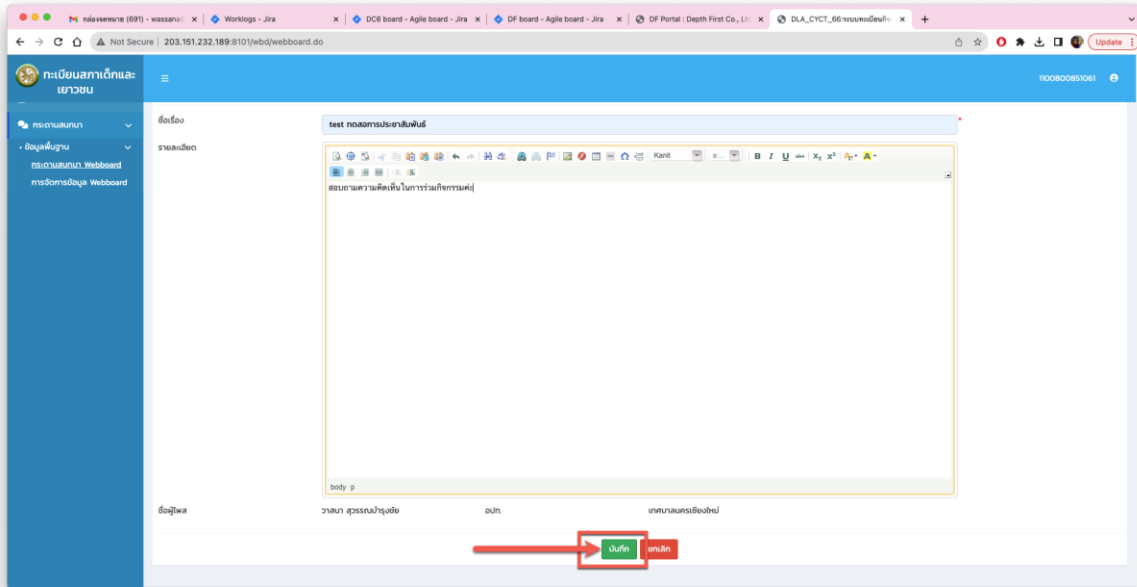 กล่องจดหมาย (691) - wassana
Worklogs - Jira
DC6 board - Agile board - Jira
DF board - Agile board - Jira
DF Portal : Depth First Co., Lt
DLA_CYCT_66:ระบบทะเบียนกิจ
Not Secure | 203.151.232.189:8101/wbd/webboard.do
Update
ทะเบียนสภาเด็กและ
เยาวชน
1100800851061
กระดานสนทนา
- ข้อมูลพื้นฐาน
กระดานสนทนา Webboard
การจัดการข้อมูล Webboard
ชื่อเรื่อง
test ทดสอการประชาสัมพันธ์
*
รายละเอียด
Kanit
B I U abc X₂ X² A A
สอบถามความคิดเห็นในการร่วมกิจกรรมค่ะ
body p
ชื่อผู้โพส
วาสนา สุวรรณบำรุงชัย
อปท.
เทศบาลนครเชียงใหม่
บันทึก
ยกเลิก